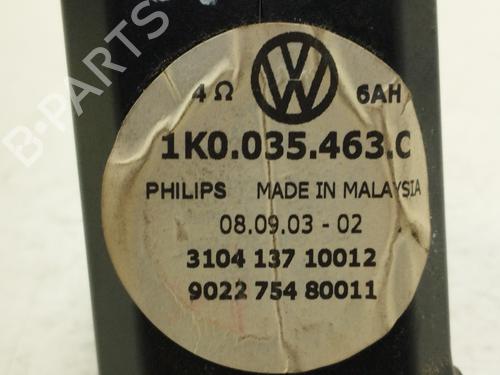 B-PARTS
4 Ω VW 6AH
1K0.035.463.C
PHILIPS MADE IN MALAYSIA
08.09.03 - 02
3104 137 10012
9022 754 80011